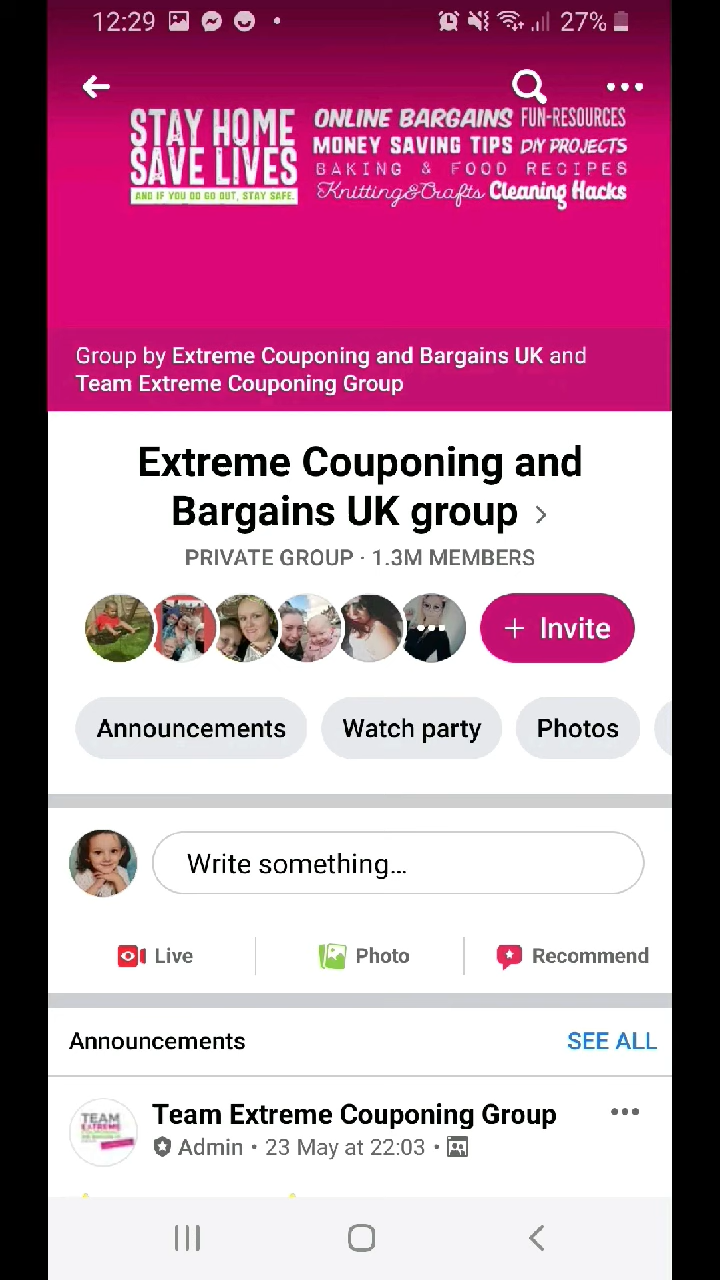 12:29
27%
STAY HOME
SAVE LIVES
AND IF YOU DO GO OUT, STAY SAFE.
ONLINE BARGAINS FUN-RESOURCES
MONEY SAVING TIPS DIY PROJECTS
BAKING & FOOD RECIPES
Knitting&Crafts Cleaning Hacks
Group by Extreme Couponing and Bargains UK and
Team Extreme Couponing Group
Extreme Couponing and
Bargains UK group >
PRIVATE GROUP · 1.3M MEMBERS
+ Invite
Announcements
Watch party
Photos
Write something...
Live
Photo
Recommend
Announcements
SEE ALL
TEAM
EXTREME
Team Extreme Couponing Group
Admin · 23 May at 22:03 ·